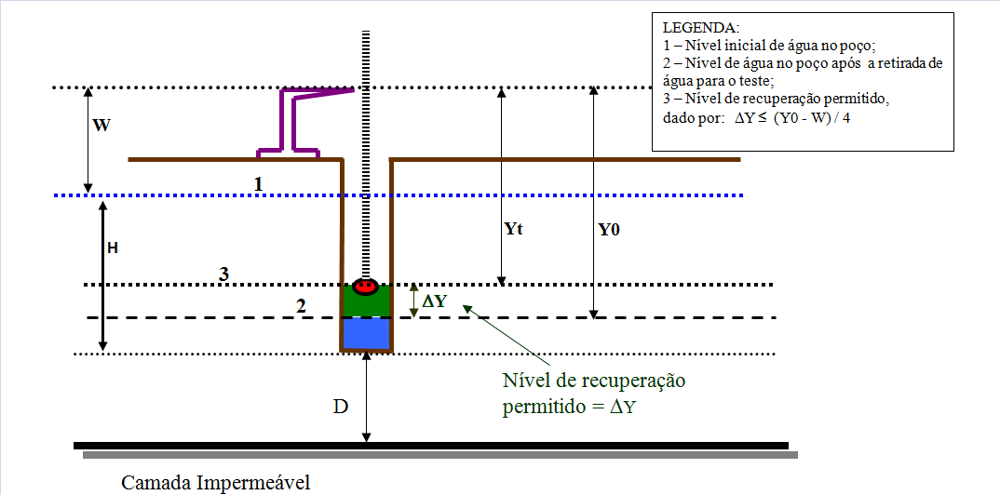 LEGENDA:
1 – Nível inicial de água no poço;
2 – Nível de água no poço após a retirada de
água para o teste;
3 – Nível de recuperação permitido,
dado por: ΔY ≤ (Y0 - W) / 4
W
1
Yt
Y0
H
3
2
ΔY
Nível de recuperação
permitido = ΔY
D
Camada Impermeável